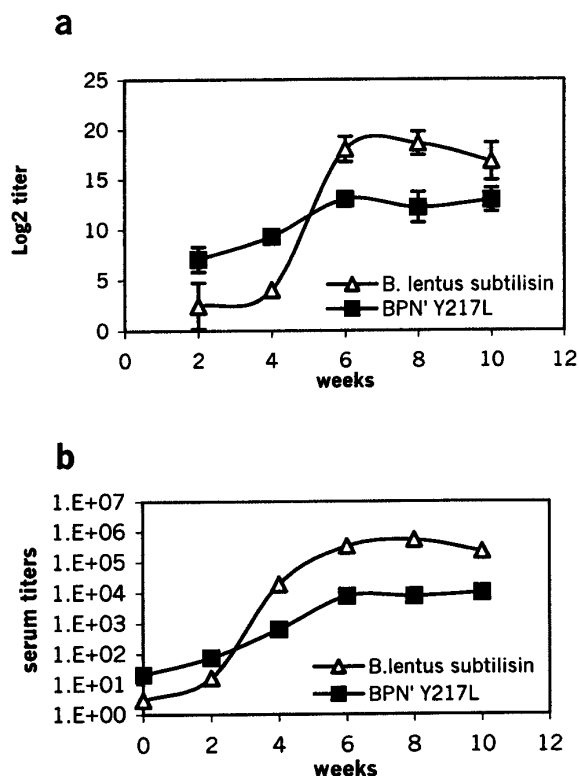 a
25
20
15
10
5
0
Log2 titer
B. lentus subtilisin
BPN' Y217L
0 2 4 6 8 10 12
weeks
b
1.E+07
1.E+06
1.E+05
1.E+04
1.E+03
1.E+02
1.E+01
1.E+00
serum titers
B.lentus subtilisin
BPN' Y217L
0 2 4 6 8 10 12
weeks